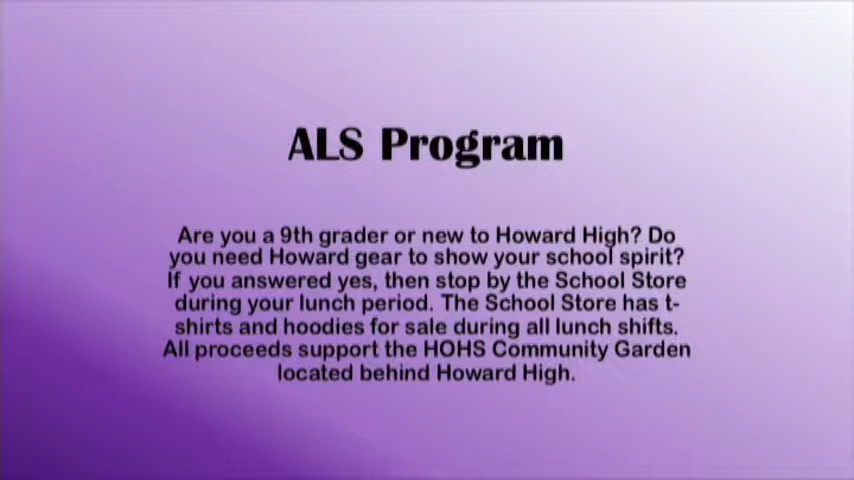 ALS Program
Are you a 9th grader or new to Howard High? Do
you need Howard gear to show your school spirit?
If you answered yes, then stop by the School Store
during your lunch period. The School Store has t-
shirts and hoodies for sale during all lunch shifts.
All proceeds support the HOHS Community Garden
located behind Howard High.